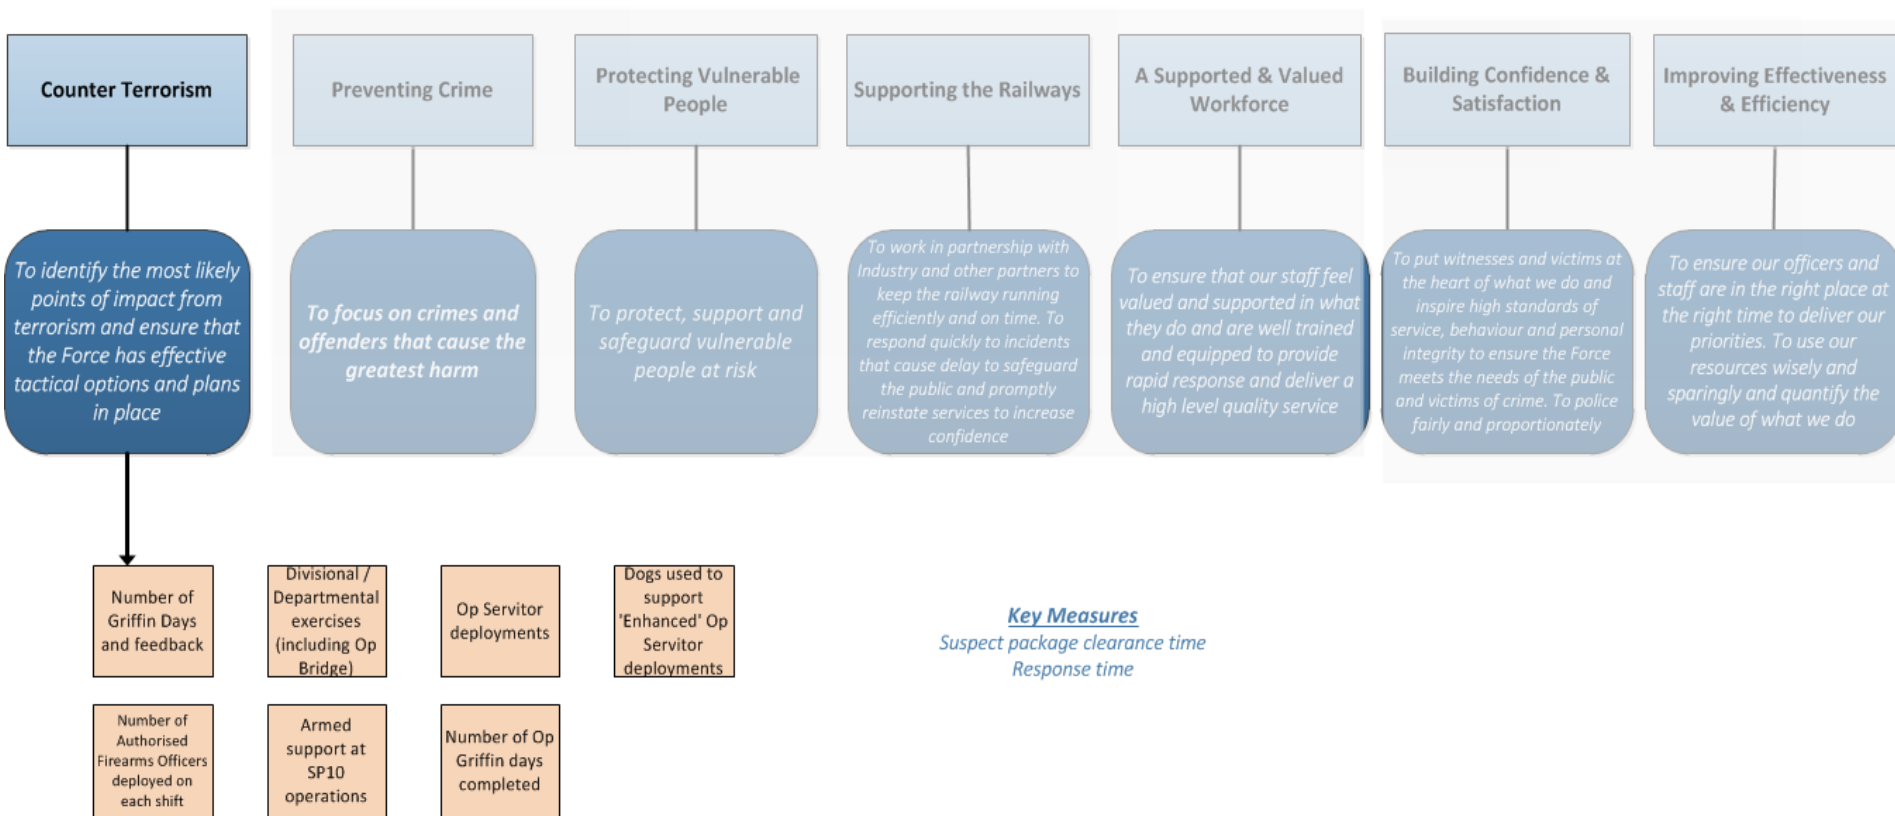 Counter Terrorism
Preventing Crime
Protecting Vulnerable
People
Supporting the Railways
A Supported & Valued
Workforce
Building Confidence &
Satisfaction
Improving Effectiveness
& Efficiency
To identify the most likely
points of impact from
terrorism and ensure that
the Force has effective
tactical options and plans
in place
To focus on crimes and
offenders that cause the
greatest harm
To protect, support and
safeguard vulnerable
people at risk
To work in partnership with
Industry and other partners to
keep the railway running
efficiently and on time. To
respond quickly to incidents
that cause delay to safeguard
the public and promptly
reinstate services to increase
confidence
To ensure that our staff feel
valued and supported in what
they do and are well trained
and equipped to provide
rapid response and deliver a
high level quality service
To put witnesses and victims at
the heart of what we do and
inspire high standards of
service, behaviour and personal
integrity to ensure the Force
meets the needs of the public
and victims of crime. To police
fairly and proportionately
To ensure our officers and
staff are in the right place at
the right time to deliver our
priorities. To use our
resources wisely and
sparingly and quantify the
value of what we do
Number of
Griffin Days
and feedback
Divisional /
Departmental
exercises
(including Op
Bridge)
Op Servitor
deployments
Dogs used to
support
'Enhanced' Op
Servitor
deployments
Key Measures
Suspect package clearance time
Response time
Number of
Authorised
Firearms Officers
deployed on
each shift
Armed
support at
SP10
operations
Number of Op
Griffin days
completed